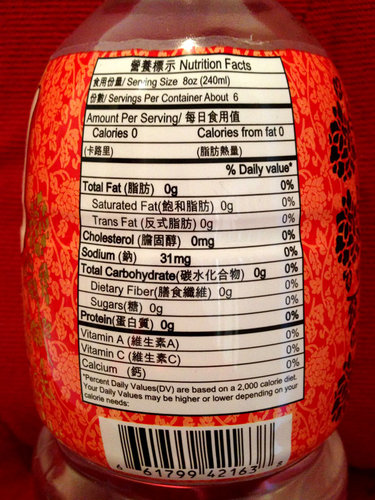 營養標示 Nutrition Facts
食用份量/ Serving Size 8oz (240ml)
份數/ Servings Per Container About 6
Amount Per Serving/ 每日食用值
Calories 0 Calories from fat 0
(卡路里) (脂肪熱量)
% Daily value*
Total Fat (脂肪) 0g 0%
Saturated Fat(飽和脂肪) 0g 0%
Trans Fat (反式脂肪) 0g 0%
Cholesterol (膽固醇) 0mg 0%
Sodium (鈉) 31mg 0%
Total Carbohydrate(碳水化合物) 0g 0%
Dietary Fiber(膳食纖維) 0g 0%
Sugars(糖) 0g 0%
Protein(蛋白質) 0g 0%
Vitamin A (維生素A) 0%
Vitamin C (維生素C) 0%
Calcium (鈣) 0%
*Percent Daily Values(DV) are based on a 2,000 calorie diet.
Your Daily Values may be higher or lower depending on your
calorie needs:
6 61799 42163 8